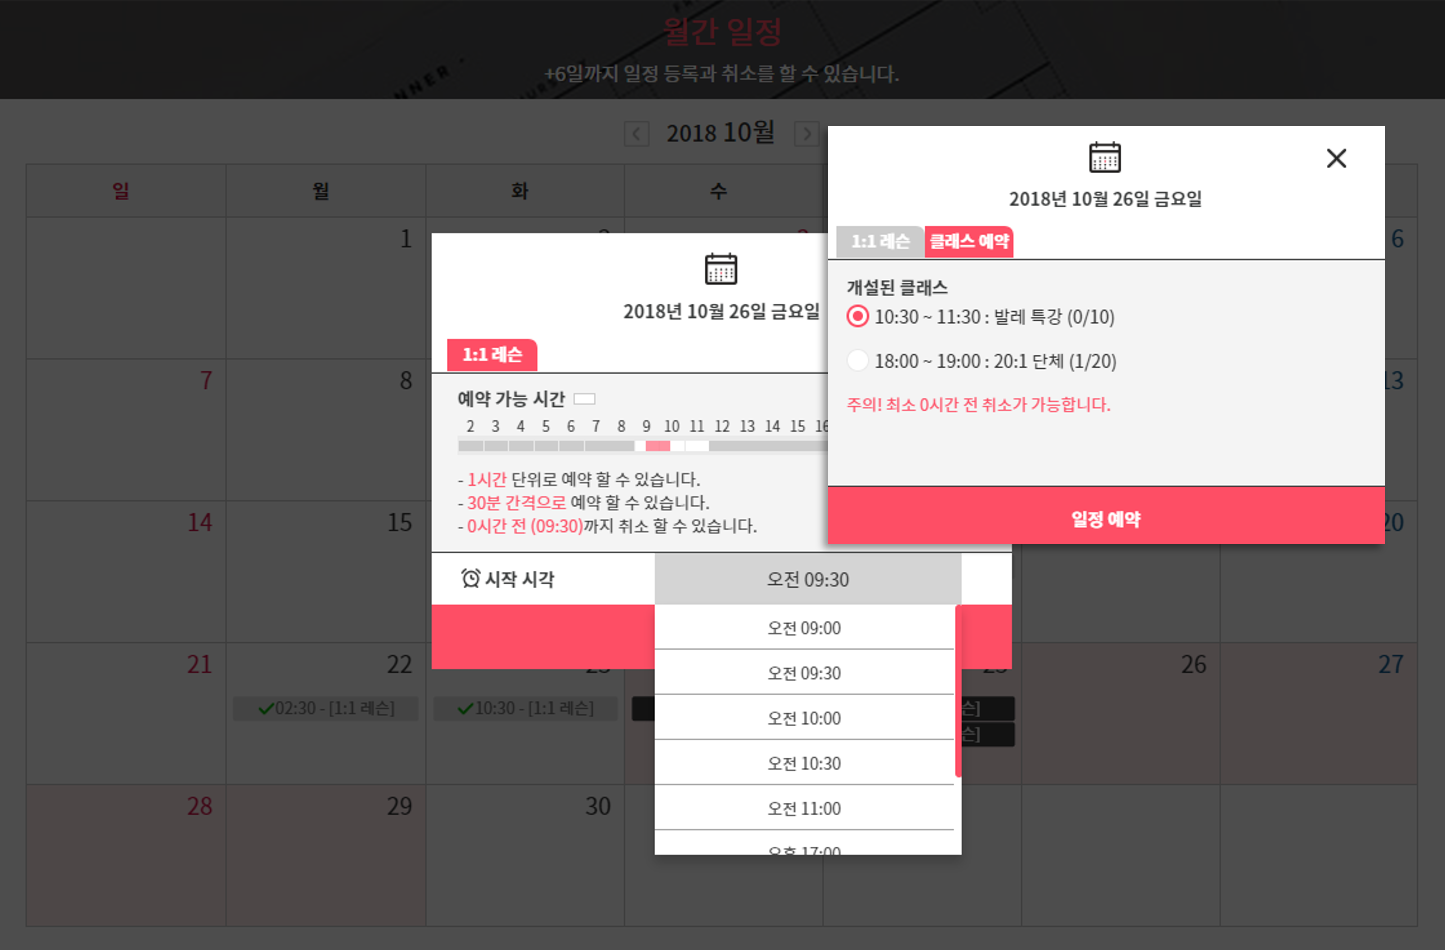 월간 일정
+6일까지 일정 등록과 취소를 할 수 있습니다.
NNER
2018 10월
일 월 화 수
1
6
7 8
13
14 15
20
21 22 26 27
02:30 - [1:1 레슨]
10:30 - [1:1 레슨]
손]
손]
28 29 30
2018년 10월 26일 금요일
1:1 레슨
예약 가능 시간
2 3 4 5 6 7 8 9 10 11 12 13 14 15 16
- 1시간 단위로 예약 할 수 있습니다.
- 30분 간격으로 예약 할 수 있습니다.
- 0시간 전 (09:30)까지 취소 할 수 있습니다.
시작 시각
오전 09:30
오전 09:00
오전 09:30
오전 10:00
오전 10:30
오전 11:00
오후 17:00
2018년 10월 26일 금요일
1:1 레슨 클래스 예약
개설된 클래스
10:30 ~ 11:30 : 발레 특강 (0/10)
18:00 ~ 19:00 : 20:1 단체 (1/20)
주의! 최소 0시간 전 취소가 가능합니다.
일정 예약